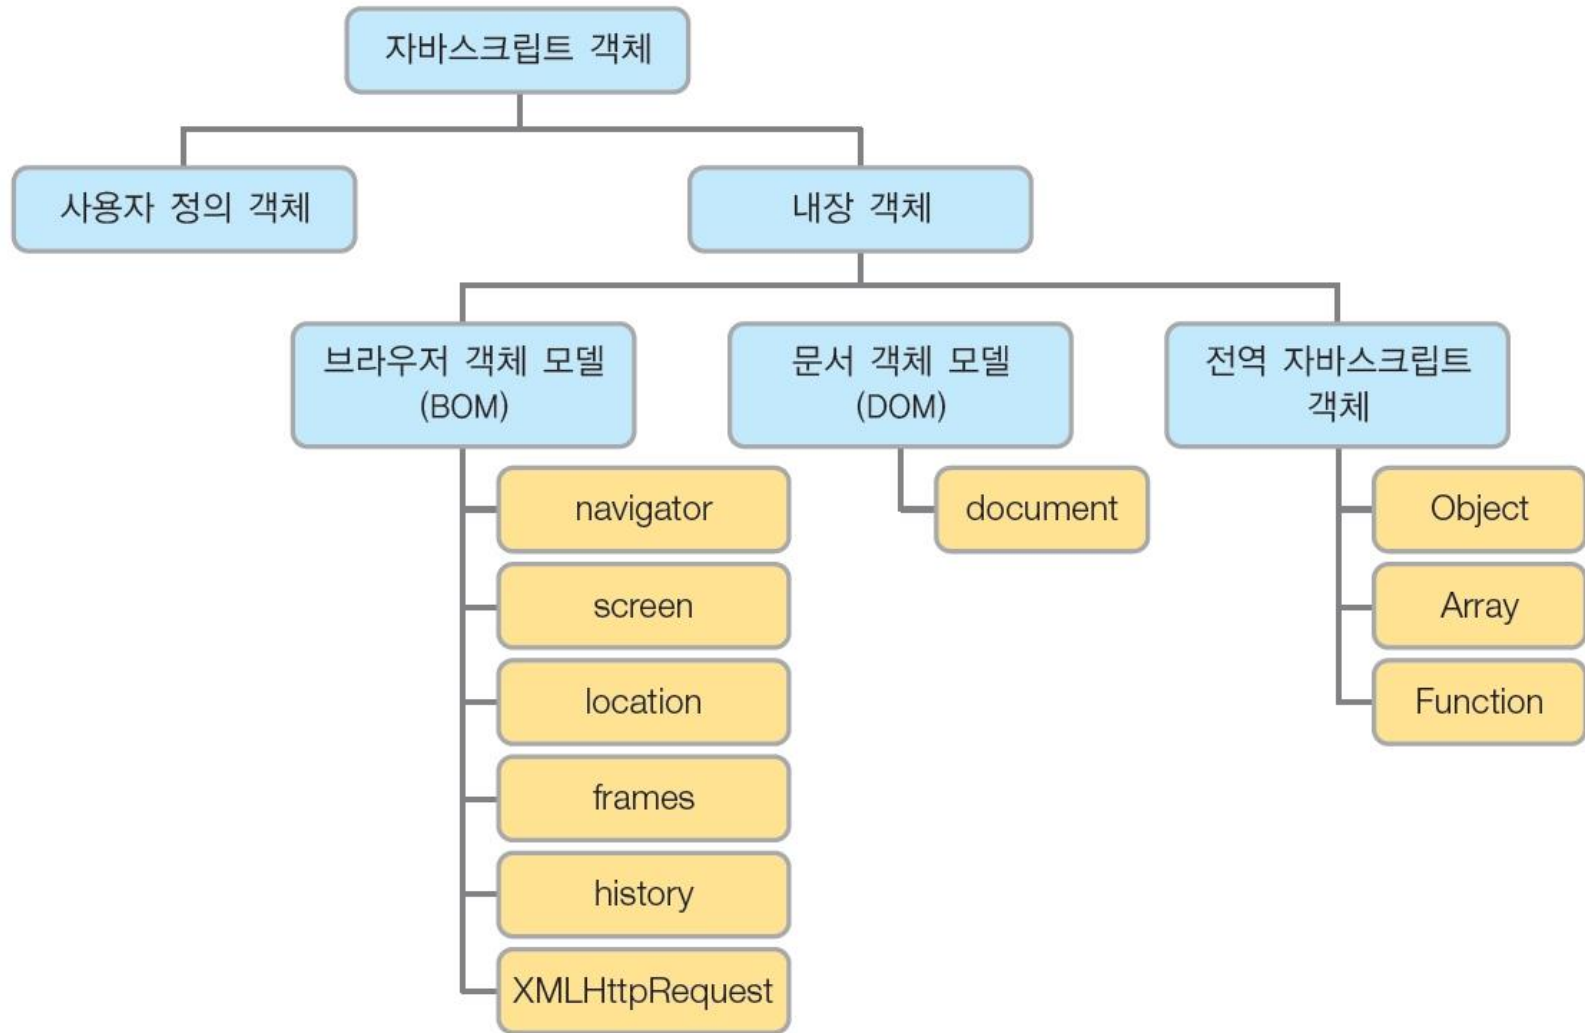 자바스크립트 객체
사용자 정의 객체
내장 객체
브라우저 객체 모델
(BOM)
문서 객체 모델
(DOM)
전역 자바스크립트
객체
navigator
screen
location
frames
history
XMLHttpRequest
document
Object
Array
Function